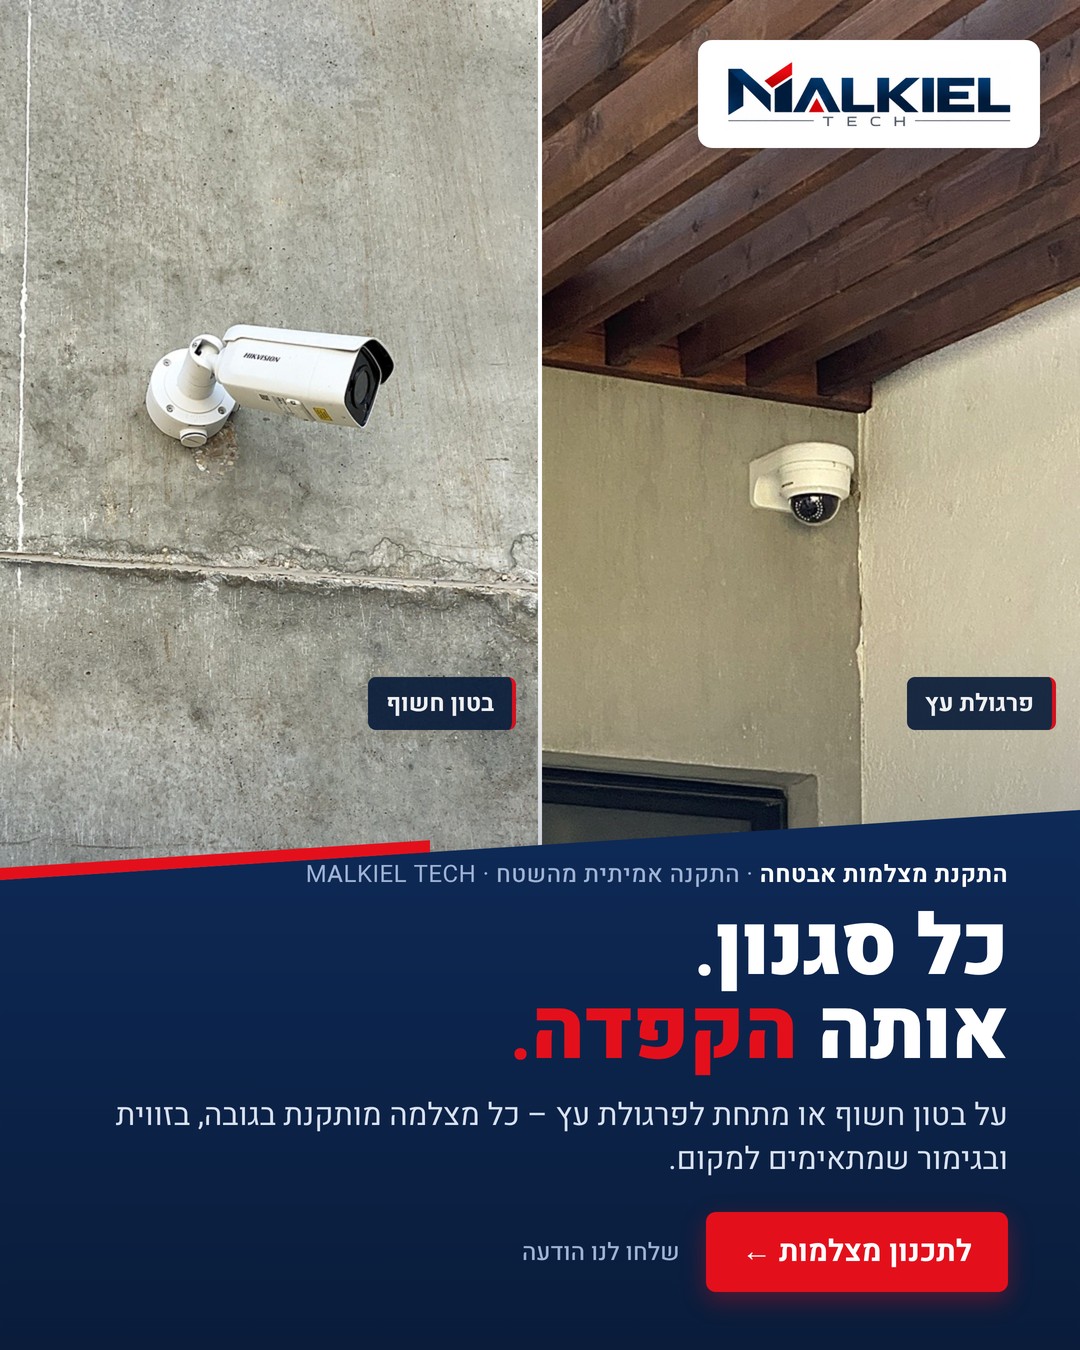 MALKIEL
TECH
HIKVISION
פרגולת עץ
בטון חשוף
התקנת מצלמות אבטחה · התקנה אמיתית מהשטח · MALKIEL TECH
כל סגנון.
אותה הקפדה.
על בטון חשוף או מתחת לפרגולת עץ – כל מצלמה מותקנת בגובה, בזווית
ובגימור שמתאימים למקום.
לתכנון מצלמות ←
שלחו לנו הודעה